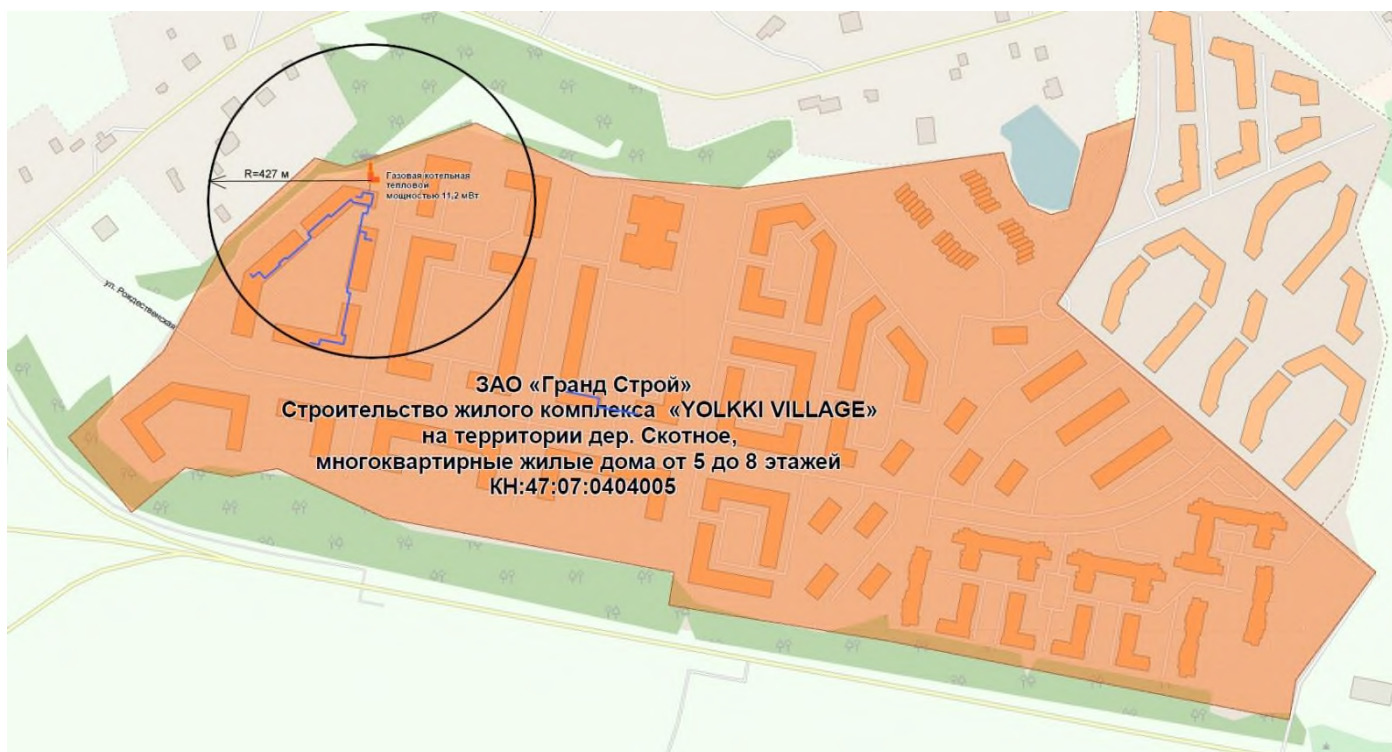 R=427 м
Газовая котельная
тепловой
мощностью 11,2 мВт
ул. Рождественская
ЗАО «Гранд Строй»
Строительство жилого комплекса «YOLKKI VILLAGE»
на территории дер. Скотное,
многоквартирные жилые дома от 5 до 8 этажей
КН:47:07:0404005